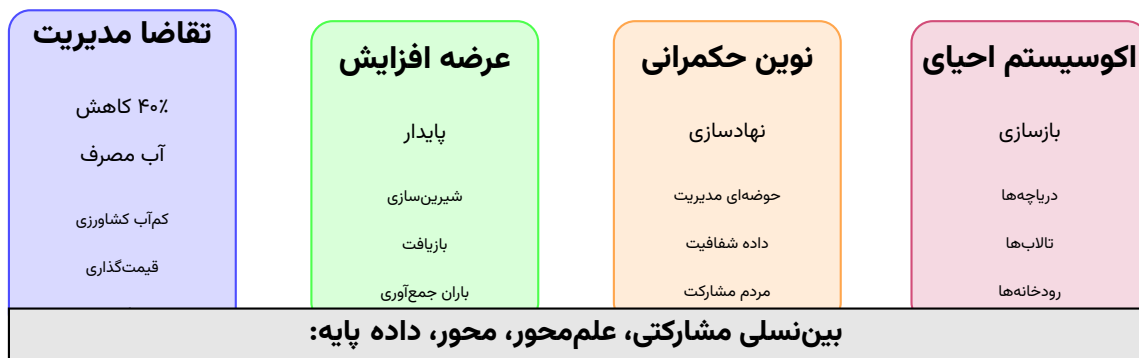 اکوسیستم احیای
بازسازی
دریاچه‌ها
تالاب‌ها
رودخانه‌ها
نوین حکمرانی
نهادسازی
حوضه‌ای مدیریت
داده شفافیت
مردم مشارکت
عرضه افزایش
پایدار
شیرین‌سازی
بازیافت
باران جمع‌آوری
تقاضا مدیریت
۴۰٪ کاهش
آب مصرف
کم‌آب کشاورزی
قیمت‌گذاری
بین‌نسلی مشارکتی، علم‌محور، محور، داده پایه: